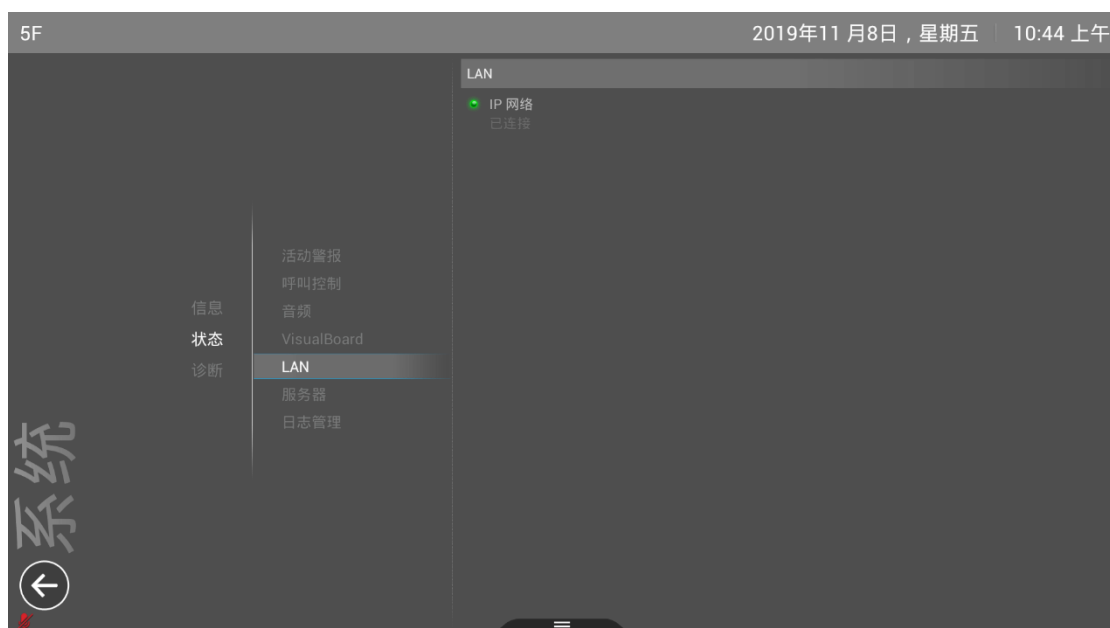 5F
2019年11月8日，星期五
10:44 上午
LAN
IP 网络
已连接
信息
状态
诊断
活动警报
呼叫控制
音频
VisualBoard
LAN
服务器
日志管理
系统